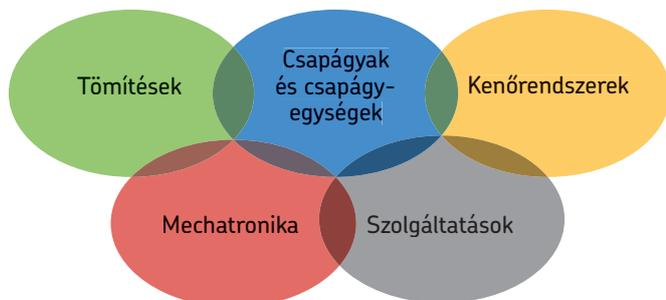 Tömítések
Csapágyak
és csapágy-
egységek
Kenőrendszerek
Mechatronika
Szolgáltatások